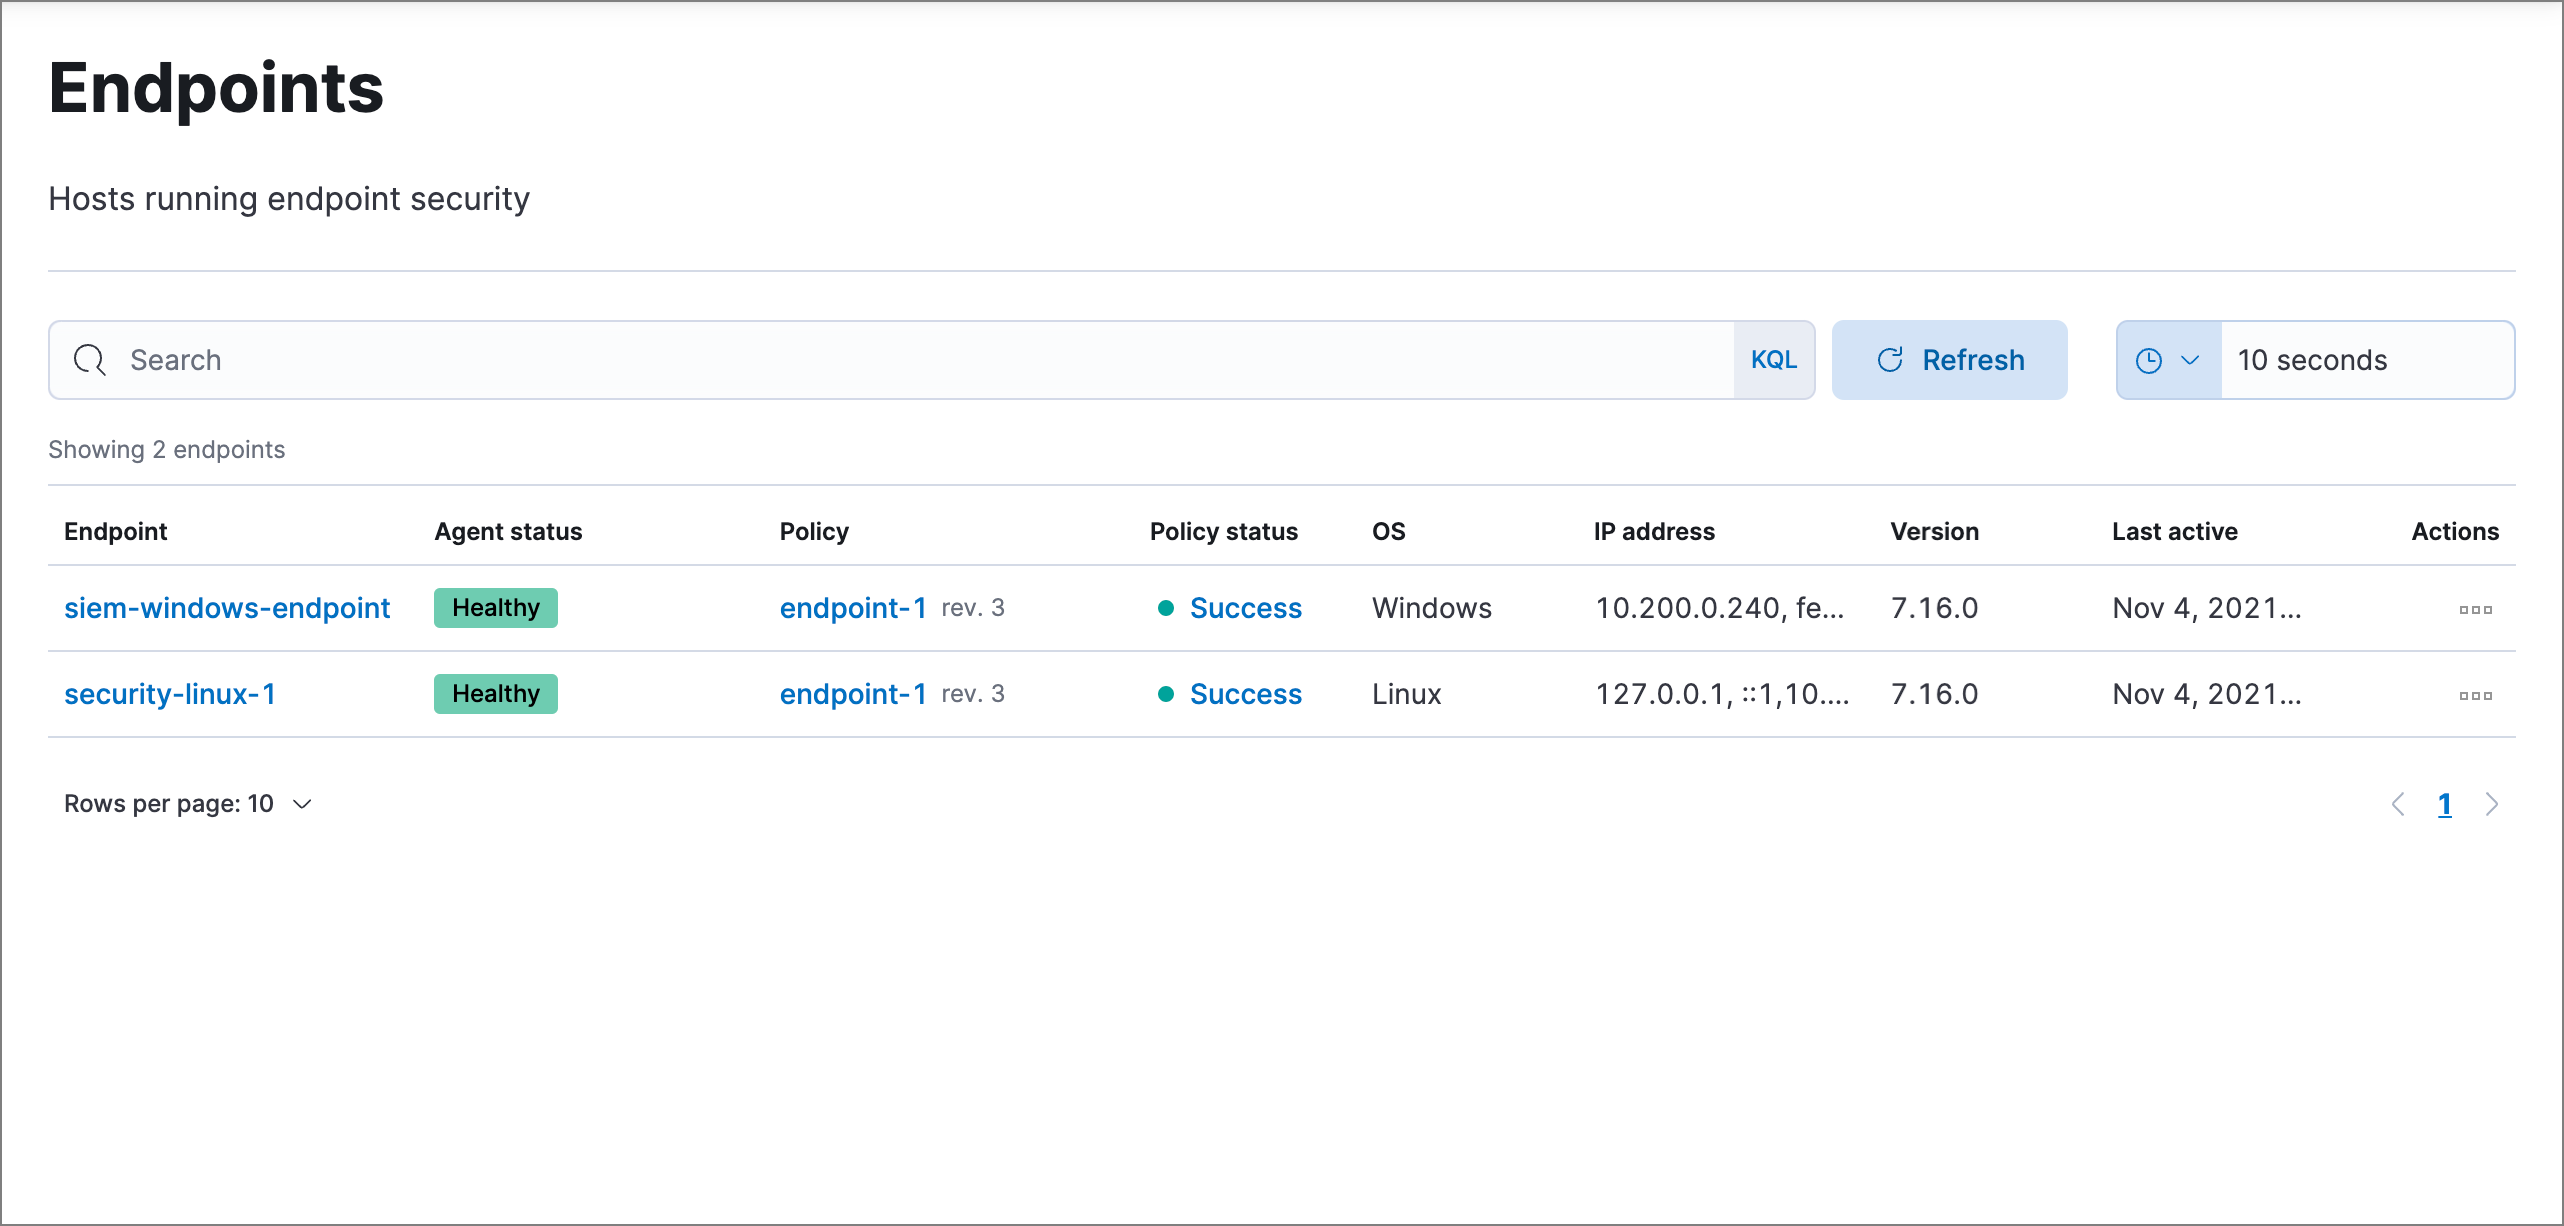 Endpoints
Hosts running endpoint security
Search KQL Refresh 10 seconds
Showing 2 endpoints
Endpoint Agent status Policy Policy status OS IP address Version Last active Actions
siem-windows-endpoint Healthy endpoint-1 rev. 3 Success Windows 10.200.0.240, fe... 7.16.0 Nov 4, 2021...
security-linux-1 Healthy endpoint-1 rev. 3 Success Linux 127.0.0.1, ::1,10.... 7.16.0 Nov 4, 2021...
Rows per page: 10 1